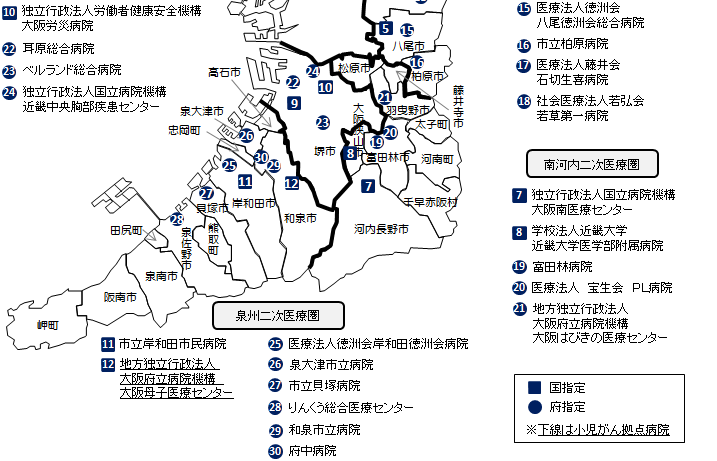 10 独立行政法人労働者健康安全機構
大阪労災病院
22 耳原総合病院
23 ベルランド総合病院
24 独立行政法人国立病院機構
近畿中央胸部疾患センター
15 医療法人徳洲会
八尾徳洲会総合病院
16 市立柏原病院
17 医療法人藤井会
石切生喜病院
18 社会医療法人若弘会
若草第一病院
南河内二次医療圏
7 独立行政法人国立病院機構
大阪南医療センター
8 学校法人近畿大学
近畿大学医学部附属病院
19 富田林病院
20 医療法人 宝生会 PL病院
21 地方独立行政法人
大阪府立病院機構
大阪はびきの医療センター
5
15
八尾市
16
柏原市
松原市
24
22
10
9
高石市
21
羽曳野市
藤井寺市
太子町
泉大津市
忠岡町
23
大阪狭山市
20
19
富田林市
河南町
26
堺市
8
30
29
25
11
12
7
千早赤阪村
27
貝塚市
岸和田市
和泉市
河内長野市
28
田尻町
泉佐野市
熊取町
泉南市
阪南市
岬町
泉州二次医療圏
11 市立岸和田市民病院
12 地方独立行政法人
大阪府立病院機構
大阪母子医療センター
25 医療法人徳洲会岸和田徳洲会病院
26 泉大津市立病院
27 市立貝塚病院
28 りんくう総合医療センター
29 和泉市立病院
30 府中病院
国指定
府指定
※下線は小児がん拠点病院